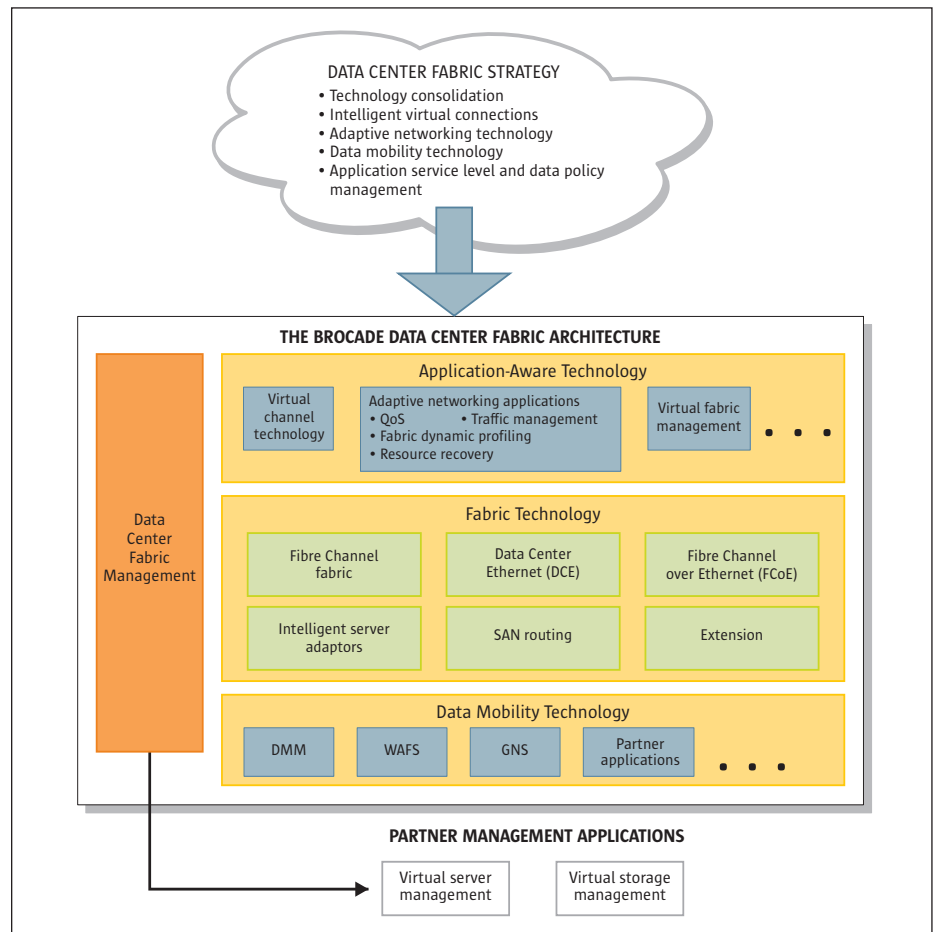 DATA CENTER FABRIC STRATEGY
• Technology consolidation
• Intelligent virtual connections
• Adaptive networking technology
• Data mobility technology
• Application service level and data policy
management
THE BROCADE DATA CENTER FABRIC ARCHITECTURE
Data
Center
Fabric
Management
Application-Aware Technology
Virtual
channel
technology
Adaptive networking applications
• QoS • Traffic management
• Fabric dynamic profiling
• Resource recovery
Virtual fabric
management
• • •
Fabric Technology
Fibre Channel
fabric
Data Center
Ethernet (DCE)
Fibre Channel
over Ethernet (FCoE)
Intelligent server
adaptors
SAN routing
Extension
Data Mobility Technology
DMM
WAFS
GNS
Partner
applications
• • •
PARTNER MANAGEMENT APPLICATIONS
Virtual server
management
Virtual storage
management